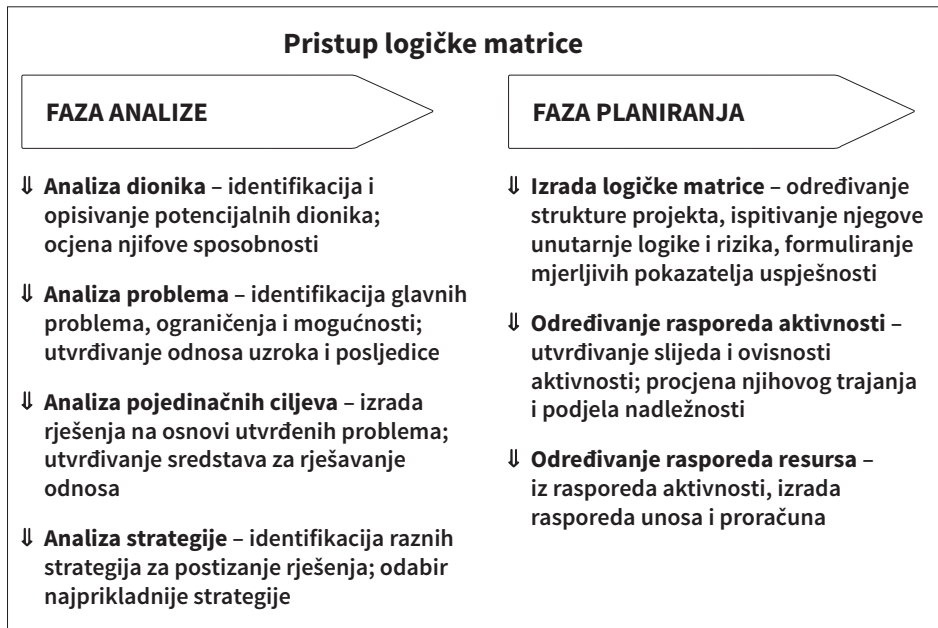 Pristup logičke matrice
FAZA ANALIZE
⇓ Analiza dionika – identifikacija i
opisivanje potencijalnih dionika;
ocjena njifove sposobnosti
⇓ Analiza problema – identifikacija glavnih
problema, ograničenja i mogućnosti;
utvrđivanje odnosa uzroka i posljedice
⇓ Analiza pojedinačnih ciljeva – izrada
rješenja na osnovi utvrđenih problema;
utvrđivanje sredstava za rješavanje
odnosa
⇓ Analiza strategije – identifikacija raznih
strategija za postizanje rješenja; odabir
najprikladnije strategije
FAZA PLANIRANJA
⇓ Izrada logičke matrice – određivanje
strukture projekta, ispitivanje njegove
unutarnje logike i rizika, formuliranje
mjerljivih pokazatelja uspješnosti
⇓ Određivanje rasporeda aktivnosti –
utvrđivanje slijeda i ovisnosti
aktivnosti; procjena njihovog trajanja
i podjela nadležnosti
⇓ Određivanje rasporeda resursa –
iz rasporeda aktivnosti, izrada
rasporeda unosa i proračuna